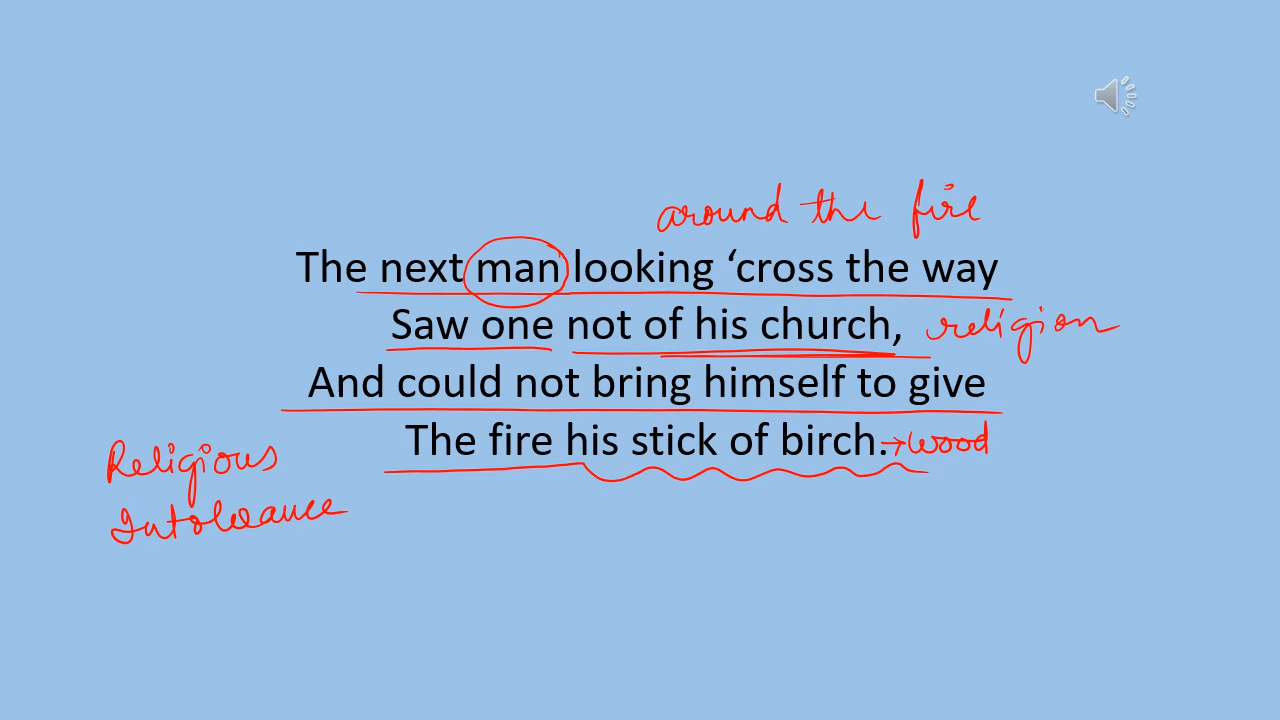 around the fire
The next man looking ‘cross the way
Saw one not of his church, religion
And could not bring himself to give
The fire his stick of birch. →wood
Religious
Intolerance